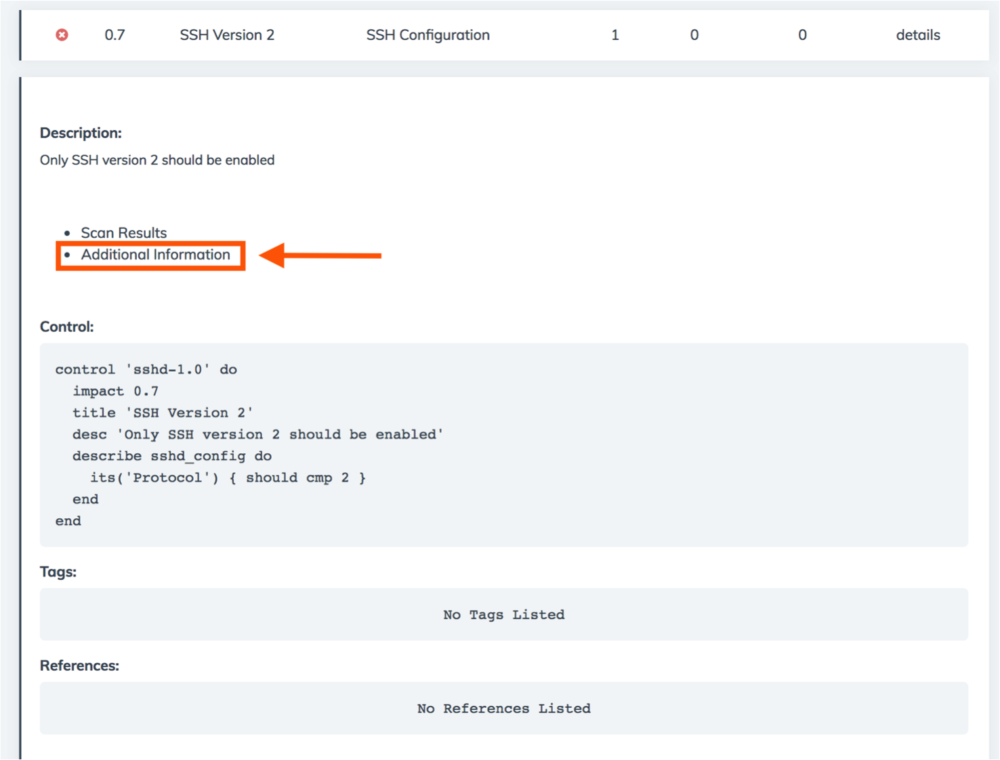 0.7 SSH Version 2 SSH Configuration 1 0 0 details
Description:
Only SSH version 2 should be enabled
• Scan Results
• Additional Information
Control:
control 'sshd-1.0' do
  impact 0.7
  title 'SSH Version 2'
  desc 'Only SSH version 2 should be enabled'
  describe sshd_config do
    its('Protocol') { should cmp 2 }
  end
end
Tags:
No Tags Listed
References:
No References Listed